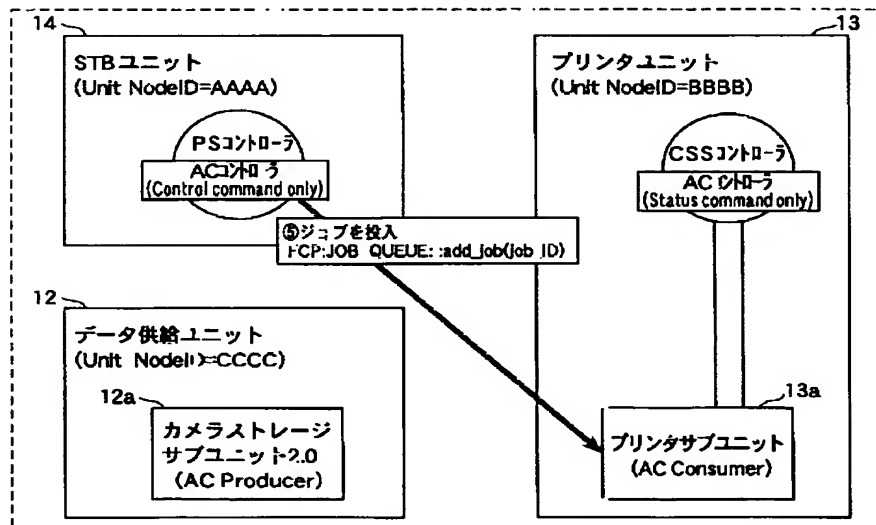 14
STBユニット
(Unit NodeID=AAAA)
PSコントローラ
ACコントローラ
(Control command only)
13
プリンタユニット
(Unit NodeID=BBBB)
CSSコントローラ
ACコントローラ
(Status command only)
⑤ジョブを投入
FCP:JOB QUEUE::add_job(job ID)
12
データ供給ユニット
(Unit NodeID=CCCC)
12a
カメラストレージ
サブユニット2.0
(AC Producer)
13a
プリンタサブユニット
(AC Consumer)